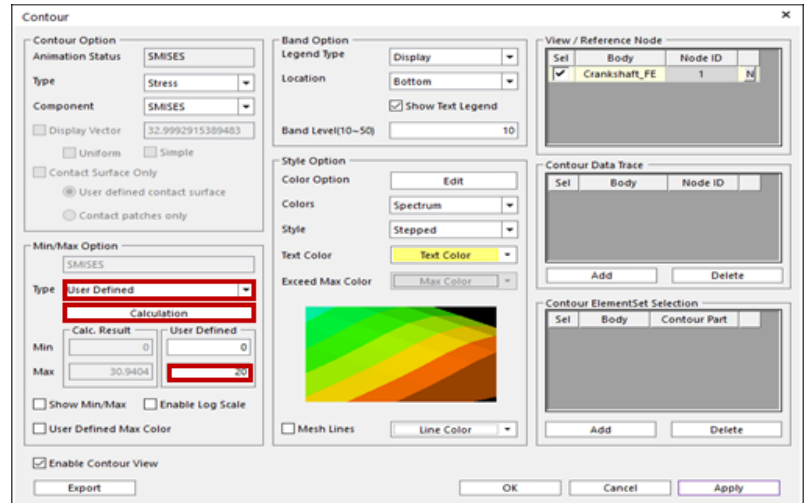 Contour
Contour Option
Animation Status SMISES
Type Stress
Component SMISES
Display Vector 32.9992915389483
Uniform Simple
Contact Surface Only
User defined contact surface
Contact patches only
Min/Max Option
SMISES
Type User Defined
Calculation
Calc. Result User Defined
Min 0 0
Max 30.9404 20
Show Min/Max Enable Log Scale
User Defined Max Color
Enable Contour View
Export
Band Option
Legend Type Display
Location Bottom
Show Text Legend
Band Level(10~50) 10
Style Option
Color Option Edit
Colors Spectrum
Style Stepped
Text Color Text Color
Exceed Max Color Max Color
Mesh Lines Line Color
View / Reference Node
Sel Body Node ID
Crankshaft_FE 1 N
Contour Data Trace
Sel Body Node ID
Add Delete
Contour ElementSet Selection
Sel Body Contour Part
Add Delete
OK Cancel Apply